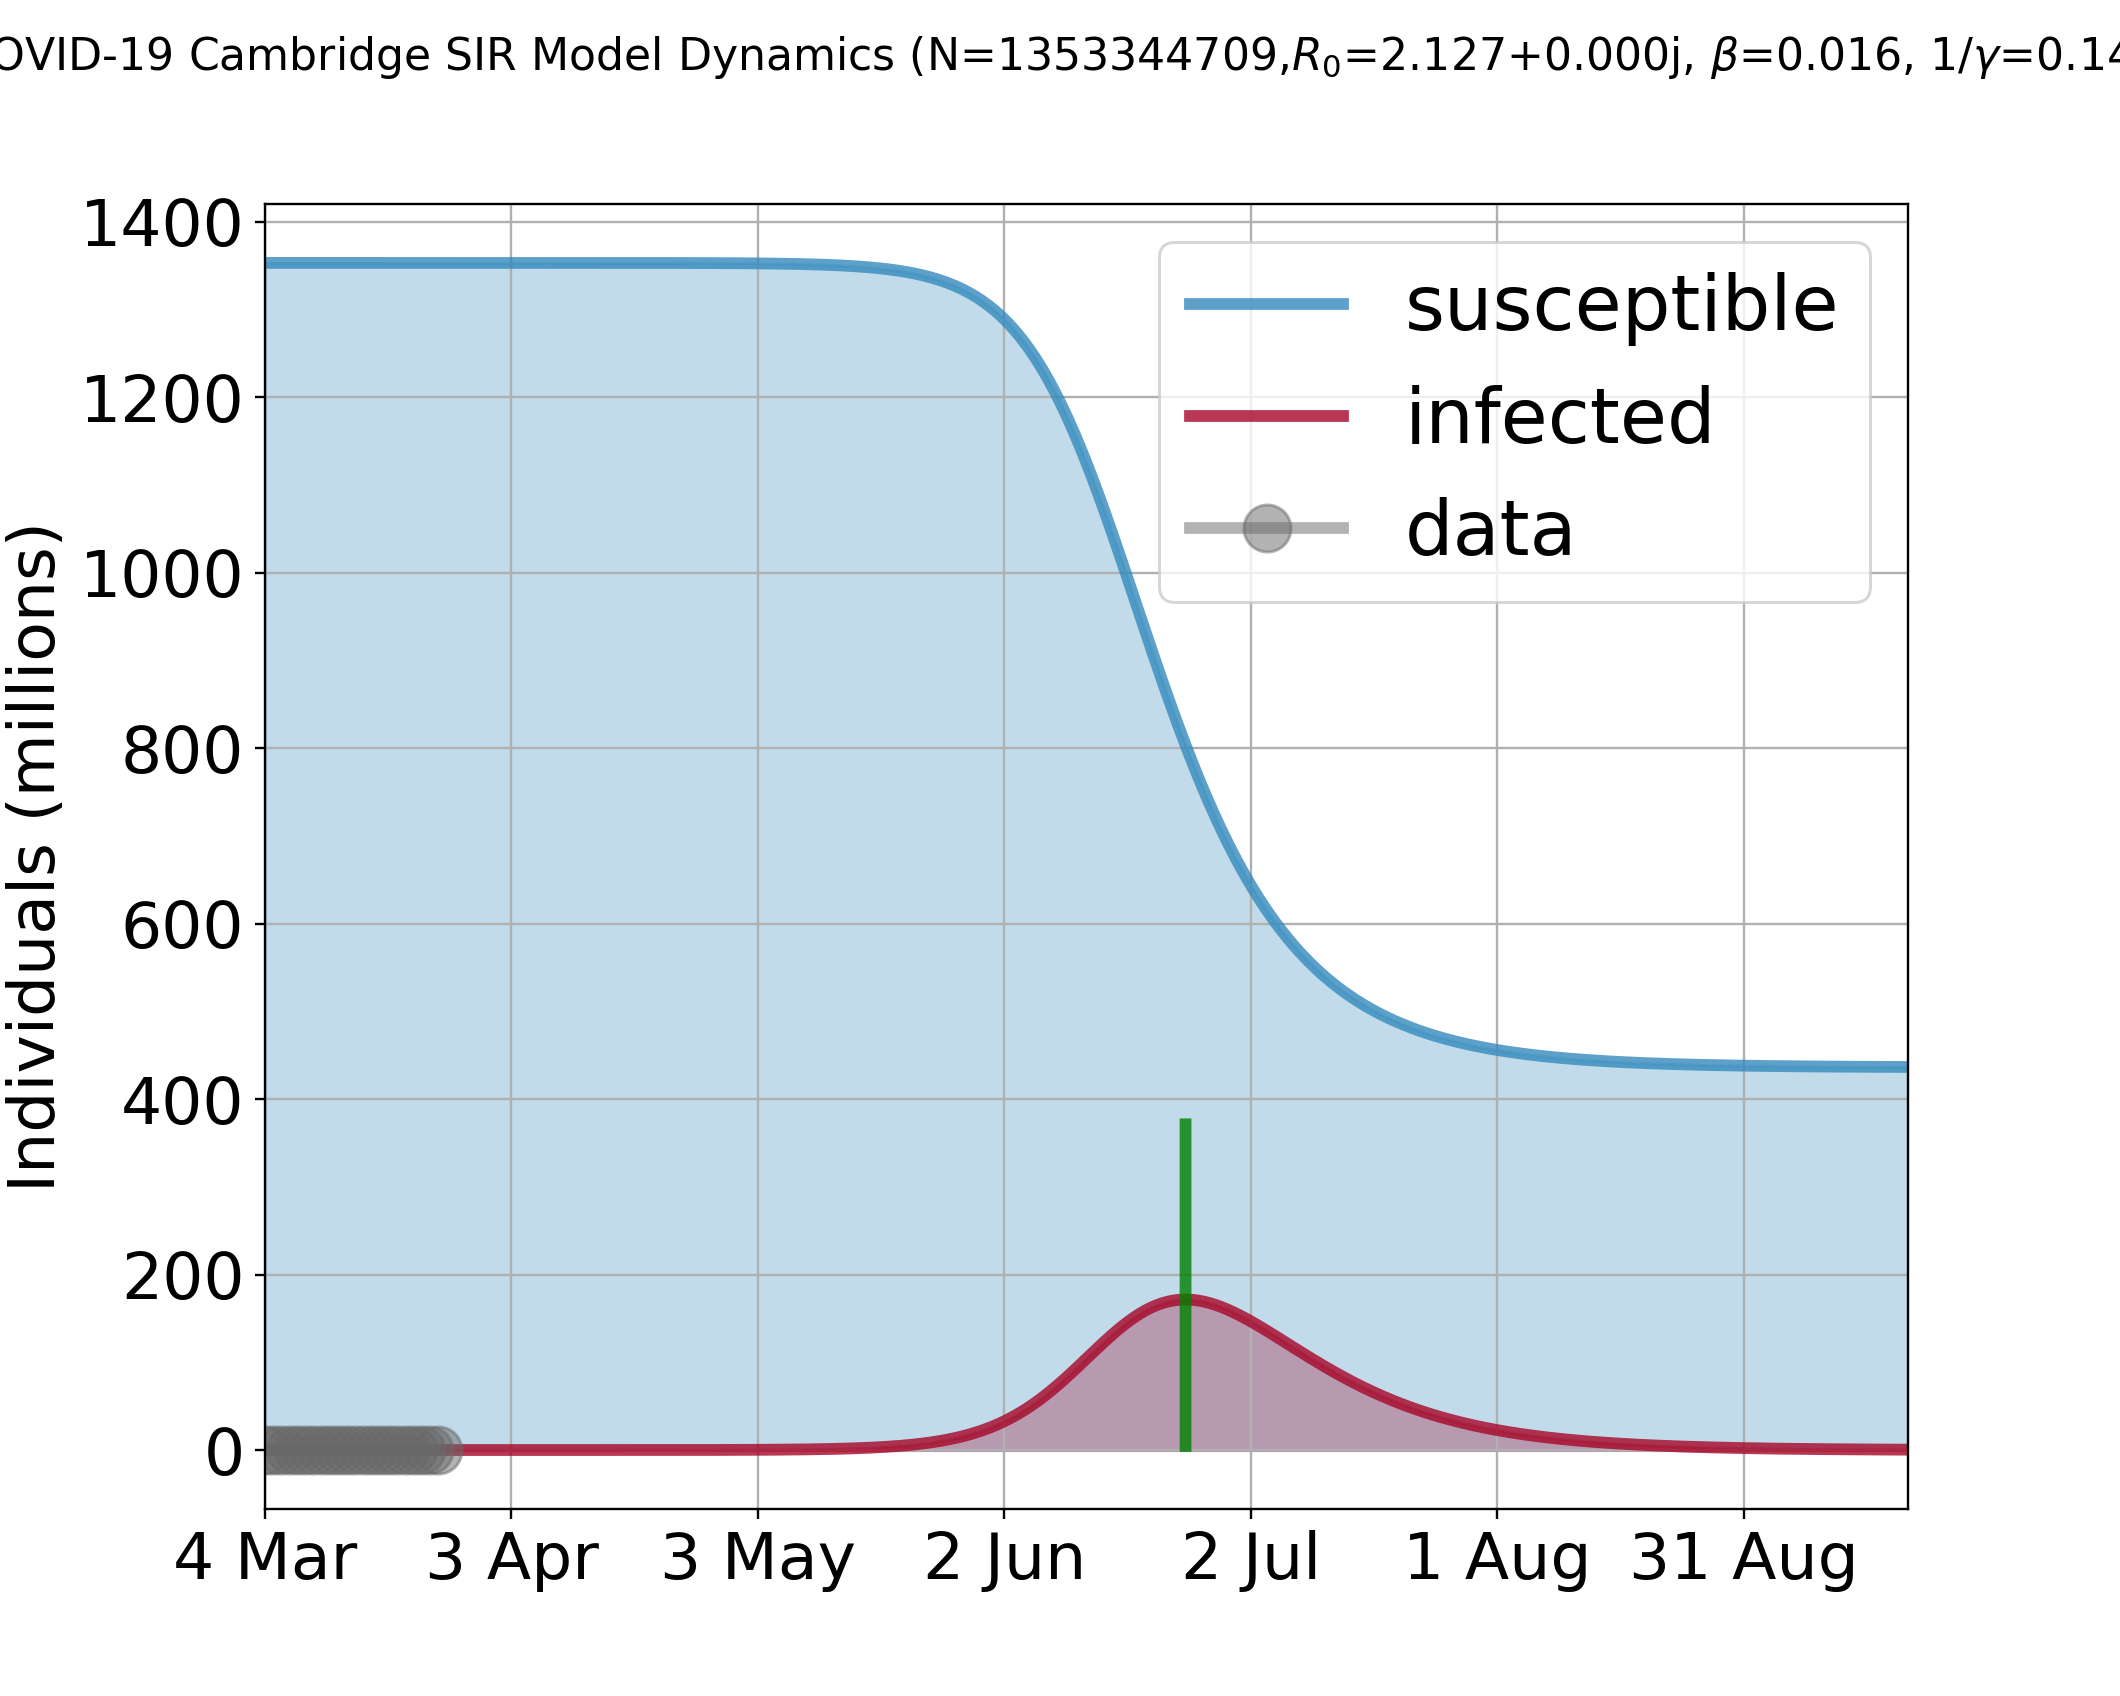 OVID-19 Cambridge SIR Model Dynamics (N=1353344709,R₀=2.127+0.000j, β=0.016, 1/γ=0.14
1400
1200
1000
800
600
400
200
0
Individuals (millions)
susceptible
infected
data
4 Mar 3 Apr 3 May 2 Jun 2 Jul 1 Aug 31 Aug